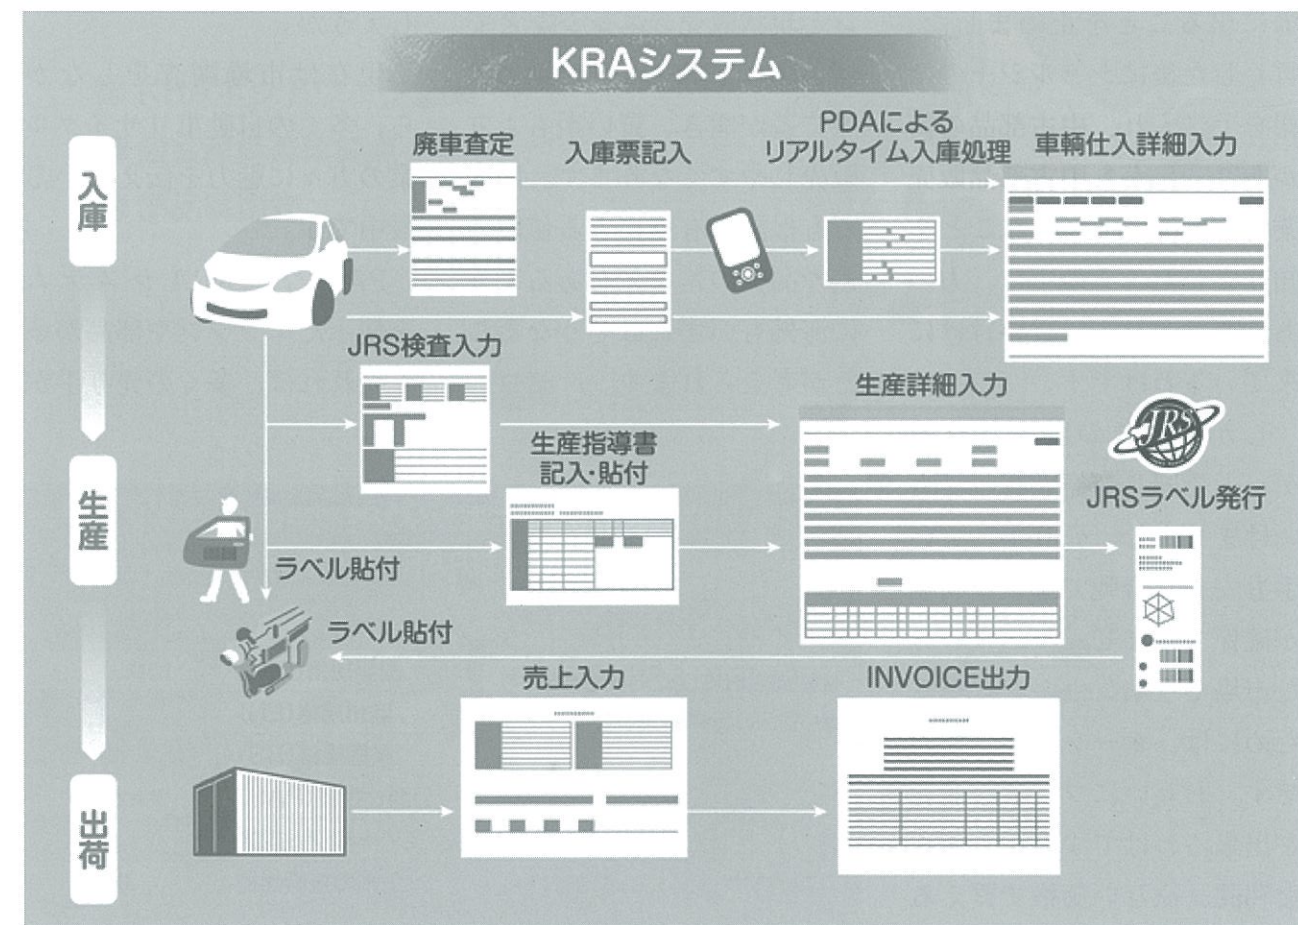 KRAシステム
入庫
廃車査定
入庫票記入
PDAによる
リアルタイム入庫処理
車輌仕入詳細入力
JRS検査入力
生産
生産指導書
記入・貼付
生産詳細入力
JRS
JRSラベル発行
ラベル貼付
ラベル貼付
出荷
売上入力
INVOICE出力